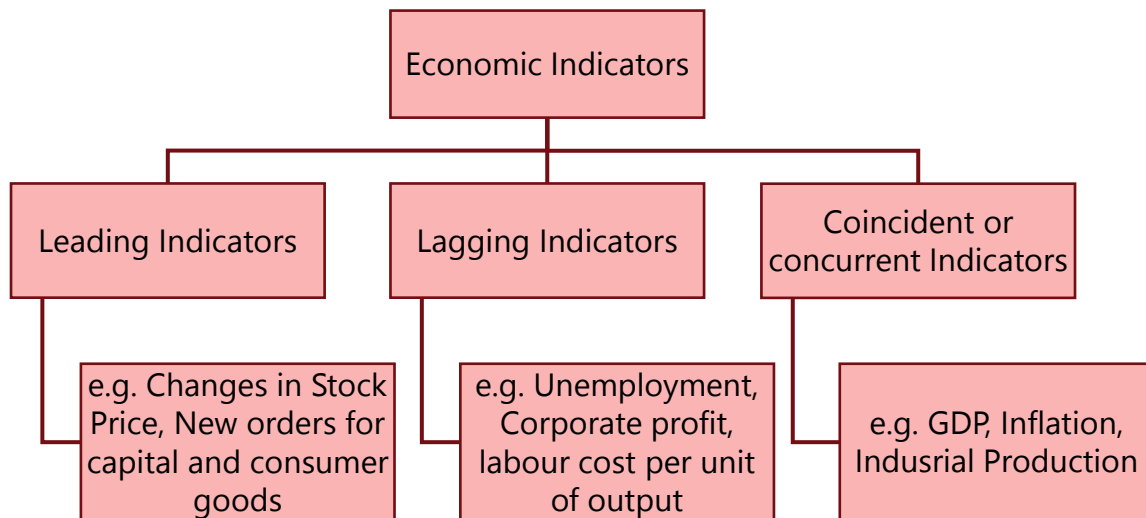 Economic Indicators
Leading Indicators
Lagging Indicators
Coincident or
concurrent Indicators
e.g. Changes in Stock
Price, New orders for
capital and consumer
goods
e.g. Unemployment,
Corporate profit,
labour cost per unit
of output
e.g. GDP, Inflation,
Indusrial Production